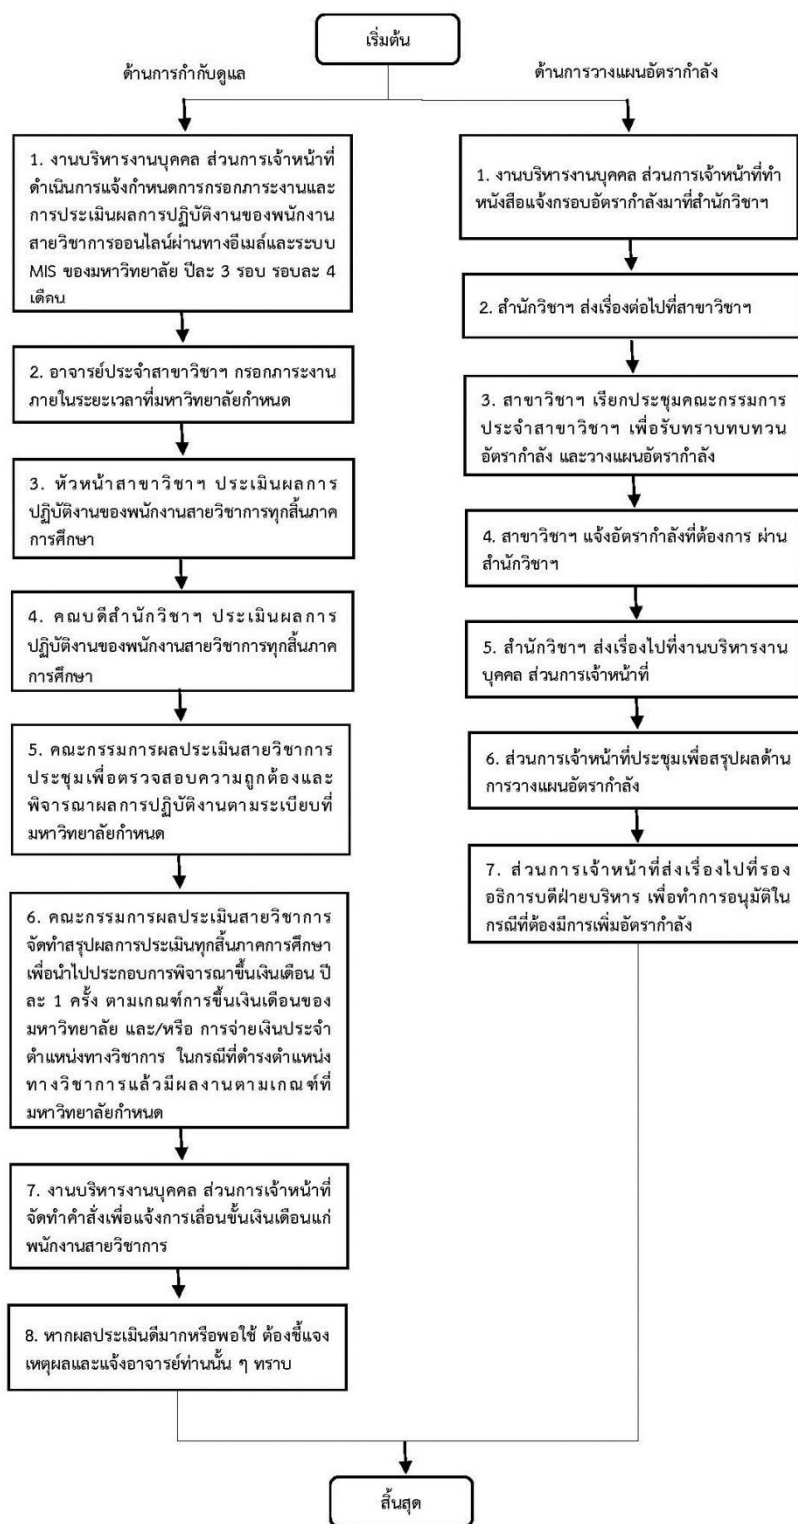 เริ่มต้น
ด้านการกำกับดูแล
1. งานบริหารงานบุคคล ส่วนการเจ้าหน้าที่
ดำเนินการแจ้งกำหนดการกรอกภาระงานและ
การประเมินผลการปฏิบัติงานของพนักงาน
สายวิชาการออนไลน์ผ่านทางอีเมล์และระบบ
MIS ของมหาวิทยาลัย ปีละ 3 รอบ รอบละ 4
เดือน
2. อาจารย์ประจำสาขาวิชาฯ กรอกภาระงาน
ภายในระยะเวลาที่มหาวิทยาลัยกำหนด
3. หัวหน้าสาขาวิชาฯ ประเมินผลการ
ปฏิบัติงานของพนักงานสายวิชาการทุกสิ้นภาค
การศึกษา
4. คณบดีสำนักวิชาฯ ประเมินผลการ
ปฏิบัติงานของพนักงานสายวิชาการทุกสิ้นภาค
การศึกษา
5. คณะกรรมการผลประเมินสายวิชาการ
ประชุมเพื่อตรวจสอบความถูกต้องและ
พิจารณาผลการปฏิบัติงานตามระเบียบที่
มหาวิทยาลัยกำหนด
6. คณะกรรมการผลประเมินสายวิชาการ
จัดทำสรุปผลการประเมินทุกสิ้นภาคการศึกษา
เพื่อนำไปประกอบการพิจารณาขึ้นเงินเดือน ปี
ละ 1 ครั้ง ตามเกณฑ์การขึ้นเงินเดือนของ
มหาวิทยาลัย และ/หรือ การจ่ายเงินประจำ
ตำแหน่งทางวิชาการ ในกรณีที่ดำรงตำแหน่ง
ทางวิชาการแล้วมีผลงานตามเกณฑ์ที่
มหาวิทยาลัยกำหนด
7. งานบริหารงานบุคคล ส่วนการเจ้าหน้าที่
จัดทำคำสั่งเพื่อแจ้งการเลื่อนขั้นเงินเดือนแก่
พนักงานสายวิชาการ
8. หากผลประเมินดีมากหรือพอใช้ ต้องชี้แจง
เหตุผลและแจ้งอาจารย์ท่านนั้น ๆ ทราบ
ด้านการวางแผนอัตรากำลัง
1. งานบริหารงานบุคคล ส่วนการเจ้าหน้าที่ทำ
หนังสือแจ้งกรอบอัตรากำลังมาที่สำนักวิชาฯ
2. สำนักวิชาฯ ส่งเรื่องต่อไปที่สาขาวิชาฯ
3. สาขาวิชาฯ เรียกประชุมคณะกรรมการ
ประจำสาขาวิชาฯ เพื่อรับทราบทบทวน
อัตรากำลัง และวางแผนอัตรากำลัง
4. สาขาวิชาฯ แจ้งอัตรากำลังที่ต้องการ ผ่าน
สำนักวิชาฯ
5. สำนักวิชาฯ ส่งเรื่องไปที่งานบริหารงาน
บุคคล ส่วนการเจ้าหน้าที่
6. ส่วนการเจ้าหน้าที่ประชุมเพื่อสรุปผลด้าน
การวางแผนอัตรากำลัง
7. ส่วนการเจ้าหน้าที่ส่งเรื่องไปที่รอง
อธิการบดีฝ่ายบริหาร เพื่อทำการอนุมัติใน
กรณีที่ต้องมีการเพิ่มอัตรากำลัง
สิ้นสุด